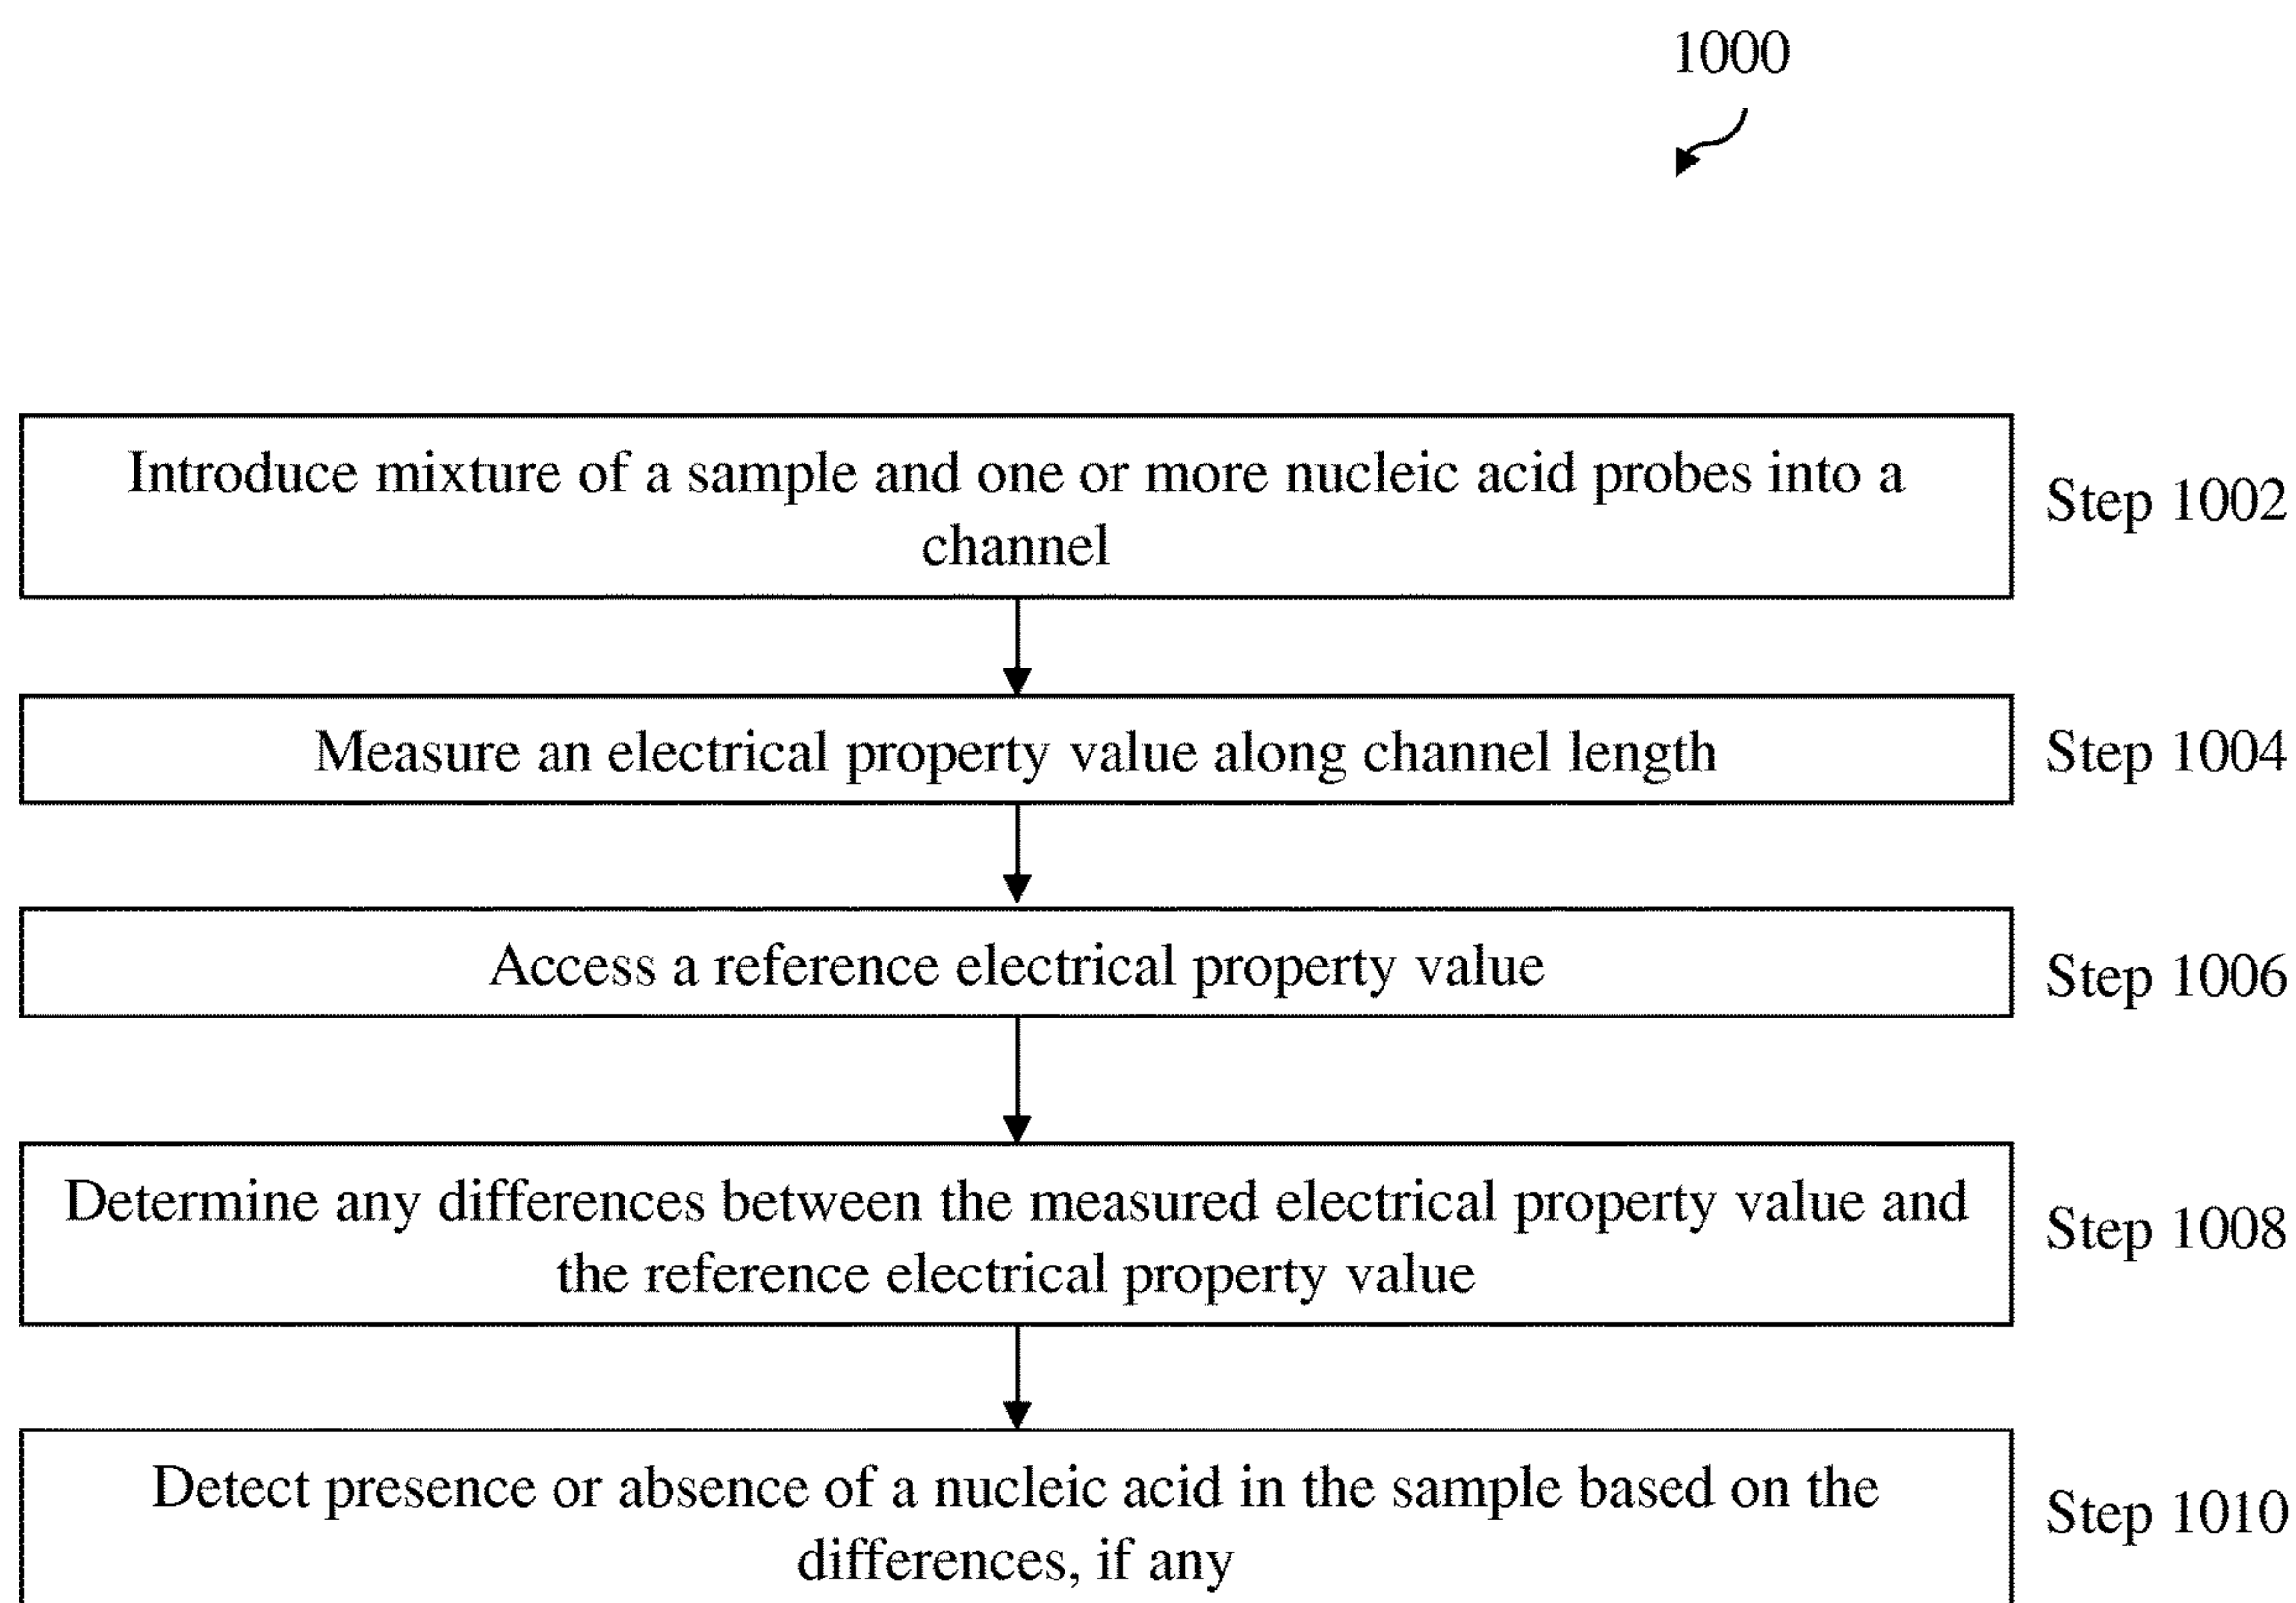 1000
Introduce mixture of a sample and one or more nucleic acid probes into a
channel
Step 1002
Measure an electrical property value along channel length
Step 1004
Access a reference electrical property value
Step 1006
Determine any differences between the measured electrical property value and
the reference electrical property value
Step 1008
Detect presence or absence of a nucleic acid in the sample based on the
differences, if any
Step 1010